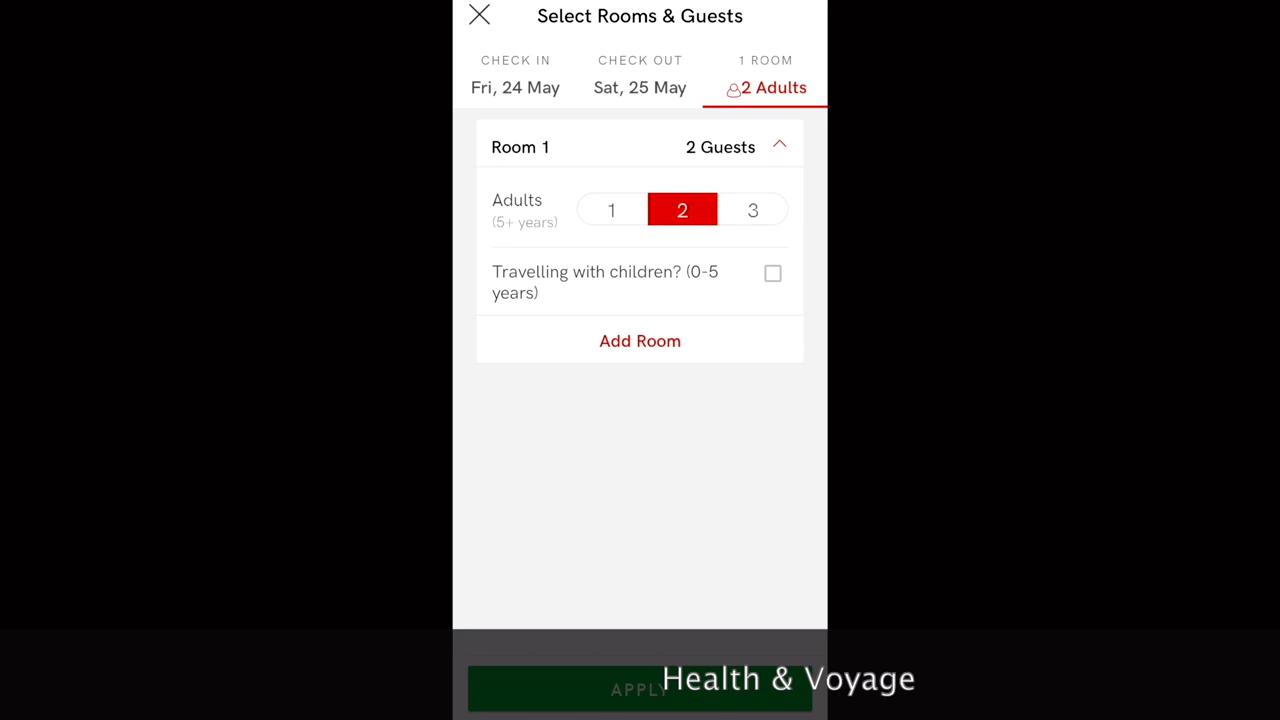 Select Rooms & Guests
CHECK IN CHECK OUT 1 ROOM
Fri, 24 May Sat, 25 May 2 Adults
Room 1 2 Guests
Adults 1 2 3
(5+ years)
Travelling with children? (0-5
years)
Add Room
APPLY
Health & Voyage